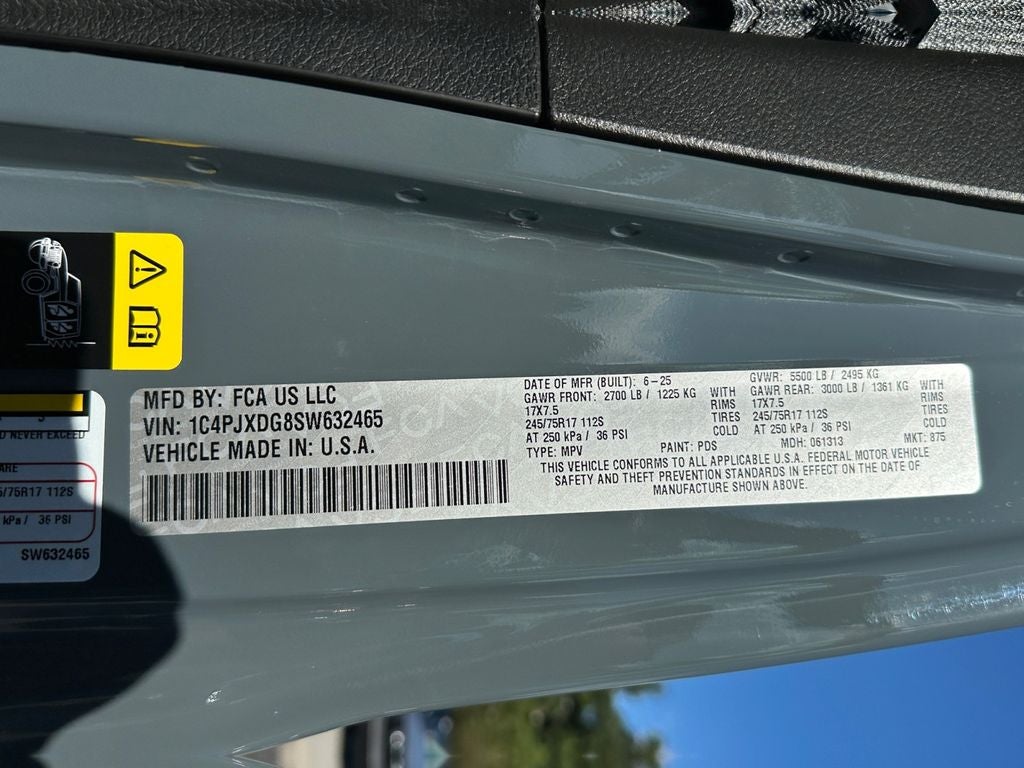 MFD BY: FCA US LLC
VIN: 1C4PJXDG8SW632465
VEHICLE MADE IN: U.S.A.
DATE OF MFR (BUILT): 6-25 GVWR: 5500 LB / 2495 KG
GAWR FRONT: 2700 LB / 1225 KG WITH GAWR REAR: 3000 LB / 1361 KG WITH
17X7.5 RIMS 17X7.5 RIMS
245/75R17 112S TIRES 245/75R17 112S TIRES
AT 250 kPa / 36 PSI COLD AT 250 kPa / 36 PSI COLD
TYPE: MPV PAINT: PDS MDH: 061313 MKT: 875
THIS VEHICLE CONFORMS TO ALL APPLICABLE U.S.A. FEDERAL MOTOR VEHICLE
SAFETY AND THEFT PREVENTION STANDARDS IN EFFECT ON THE DATE OF
MANUFACTURE SHOWN ABOVE.
D NEVER EXCEED
ARE
5/75R17 112S
kPa / 36 PSI
SW632465